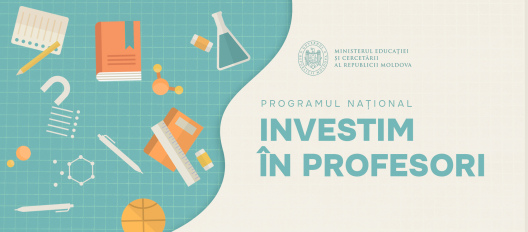 MINISTERUL EDUCAȚIEI
ȘI CERCETĂRII
AL REPUBLICII MOLDOVA
PROGRAMUL NAȚIONAL
INVESTIM
ÎN PROFESORI